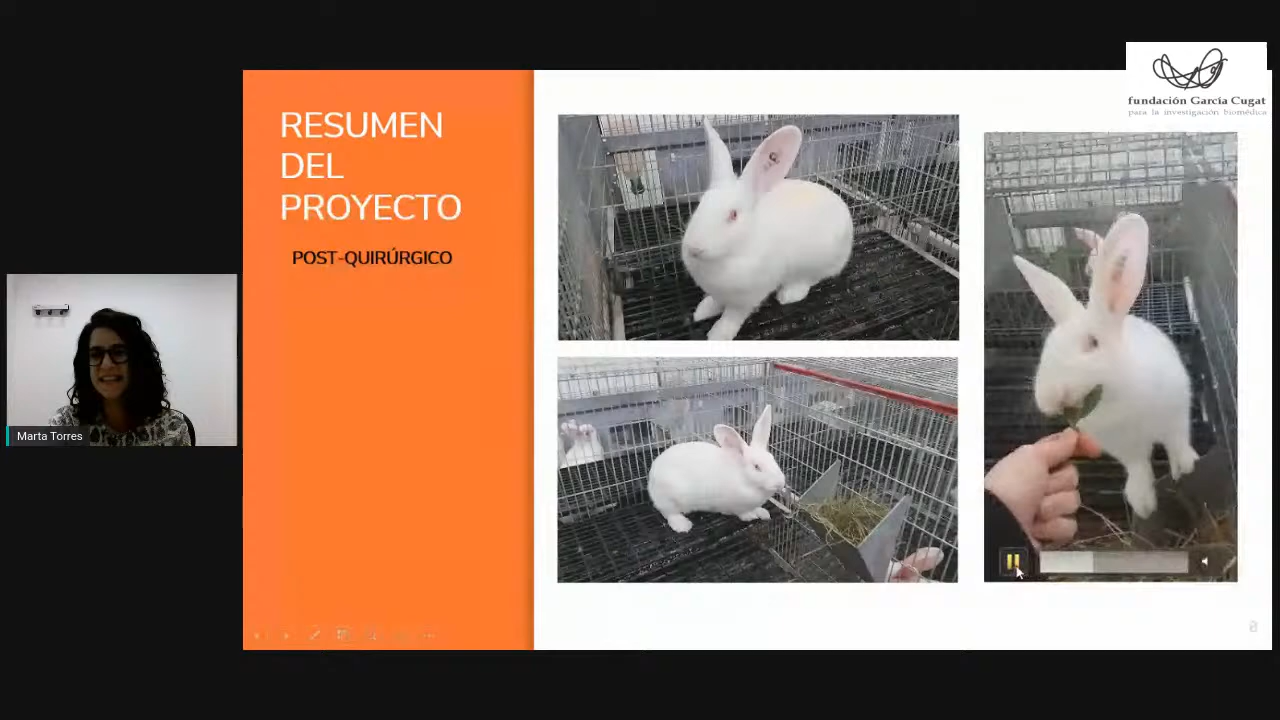 fundación García Cugat
para la investigación biomédica
RESUMEN
DEL
PROYECTO
POST-QUIRÚRGICO
Marta Torres